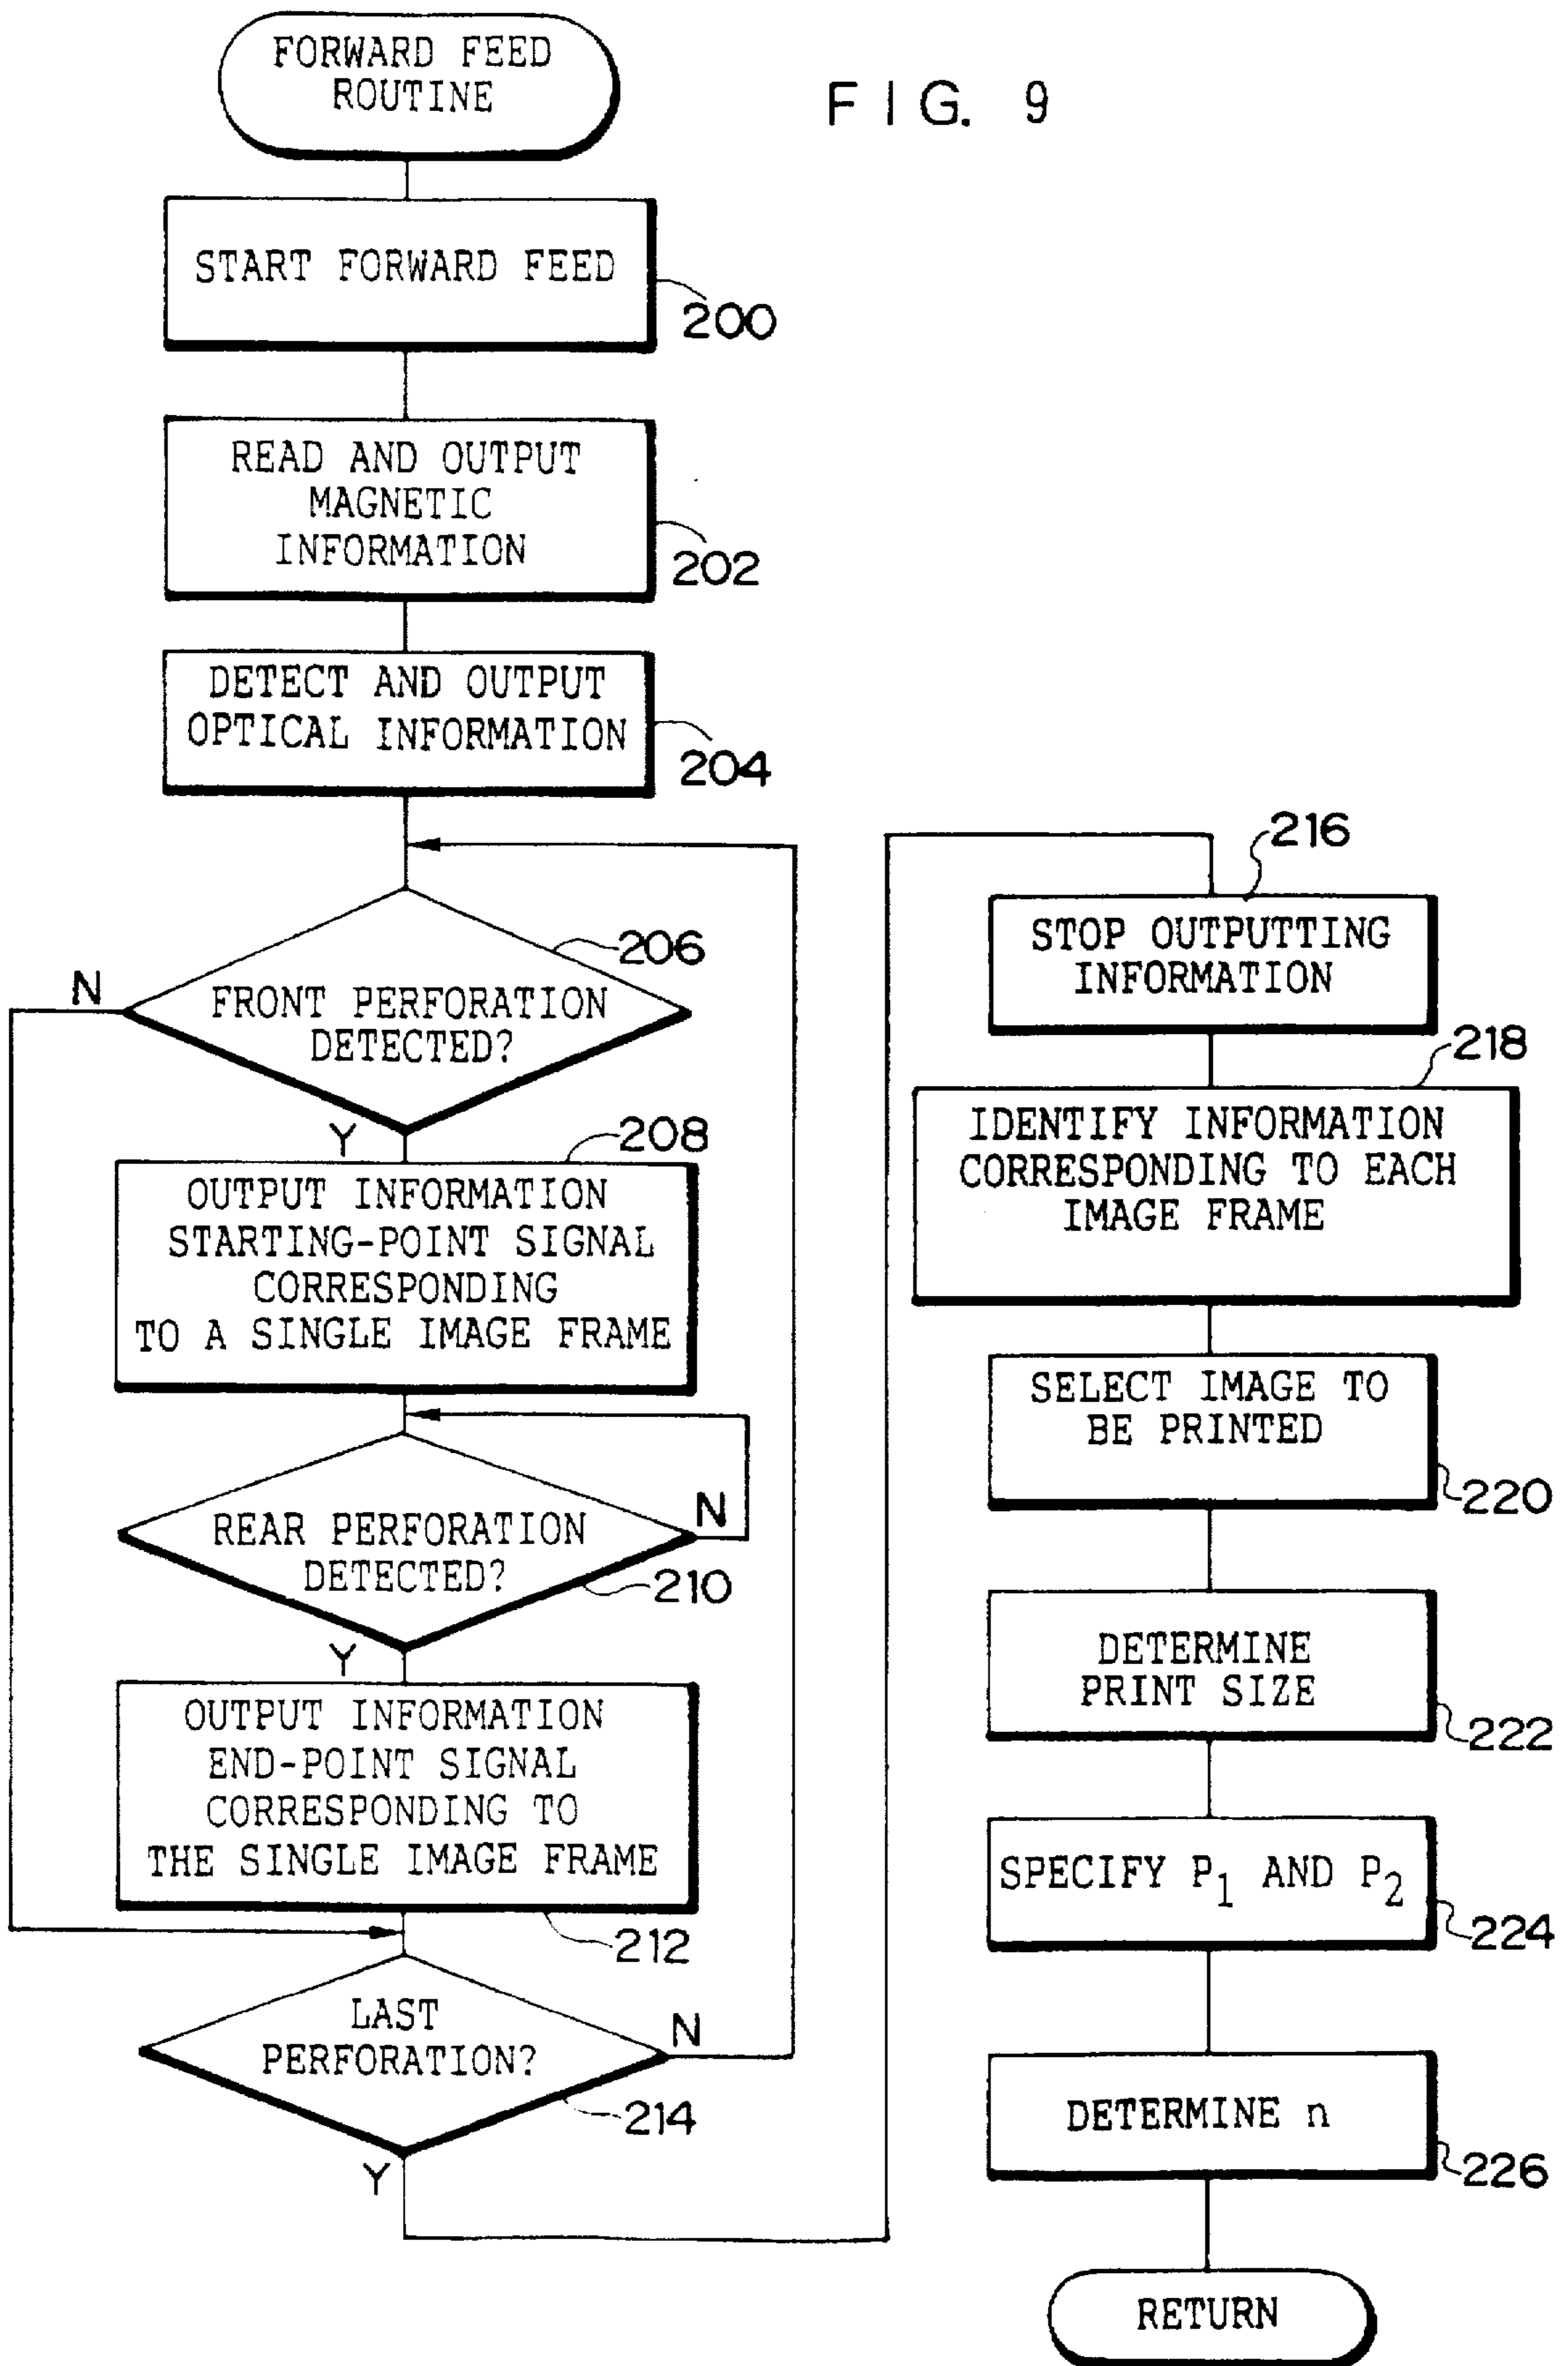 FORWARD FEED
ROUTINE
FIG. 9
START FORWARD FEED
200
READ AND OUTPUT
MAGNETIC
INFORMATION
202
DETECT AND OUTPUT
OPTICAL INFORMATION
204
206
N
FRONT PERFORATION
DETECTED?
Y
208
OUTPUT INFORMATION
STARTING-POINT SIGNAL
CORRESPONDING
TO A SINGLE IMAGE FRAME
REAR PERFORATION
DETECTED?
N
210
Y
OUTPUT INFORMATION
END-POINT SIGNAL
CORRESPONDING TO
THE SINGLE IMAGE FRAME
212
LAST
PERFORATION?
N
214
Y
216
STOP OUTPUTTING
INFORMATION
218
IDENTIFY INFORMATION
CORRESPONDING TO EACH
IMAGE FRAME
SELECT IMAGE TO
BE PRINTED
220
DETERMINE
PRINT SIZE
222
SPECIFY P1 AND P2
224
DETERMINE n
226
RETURN